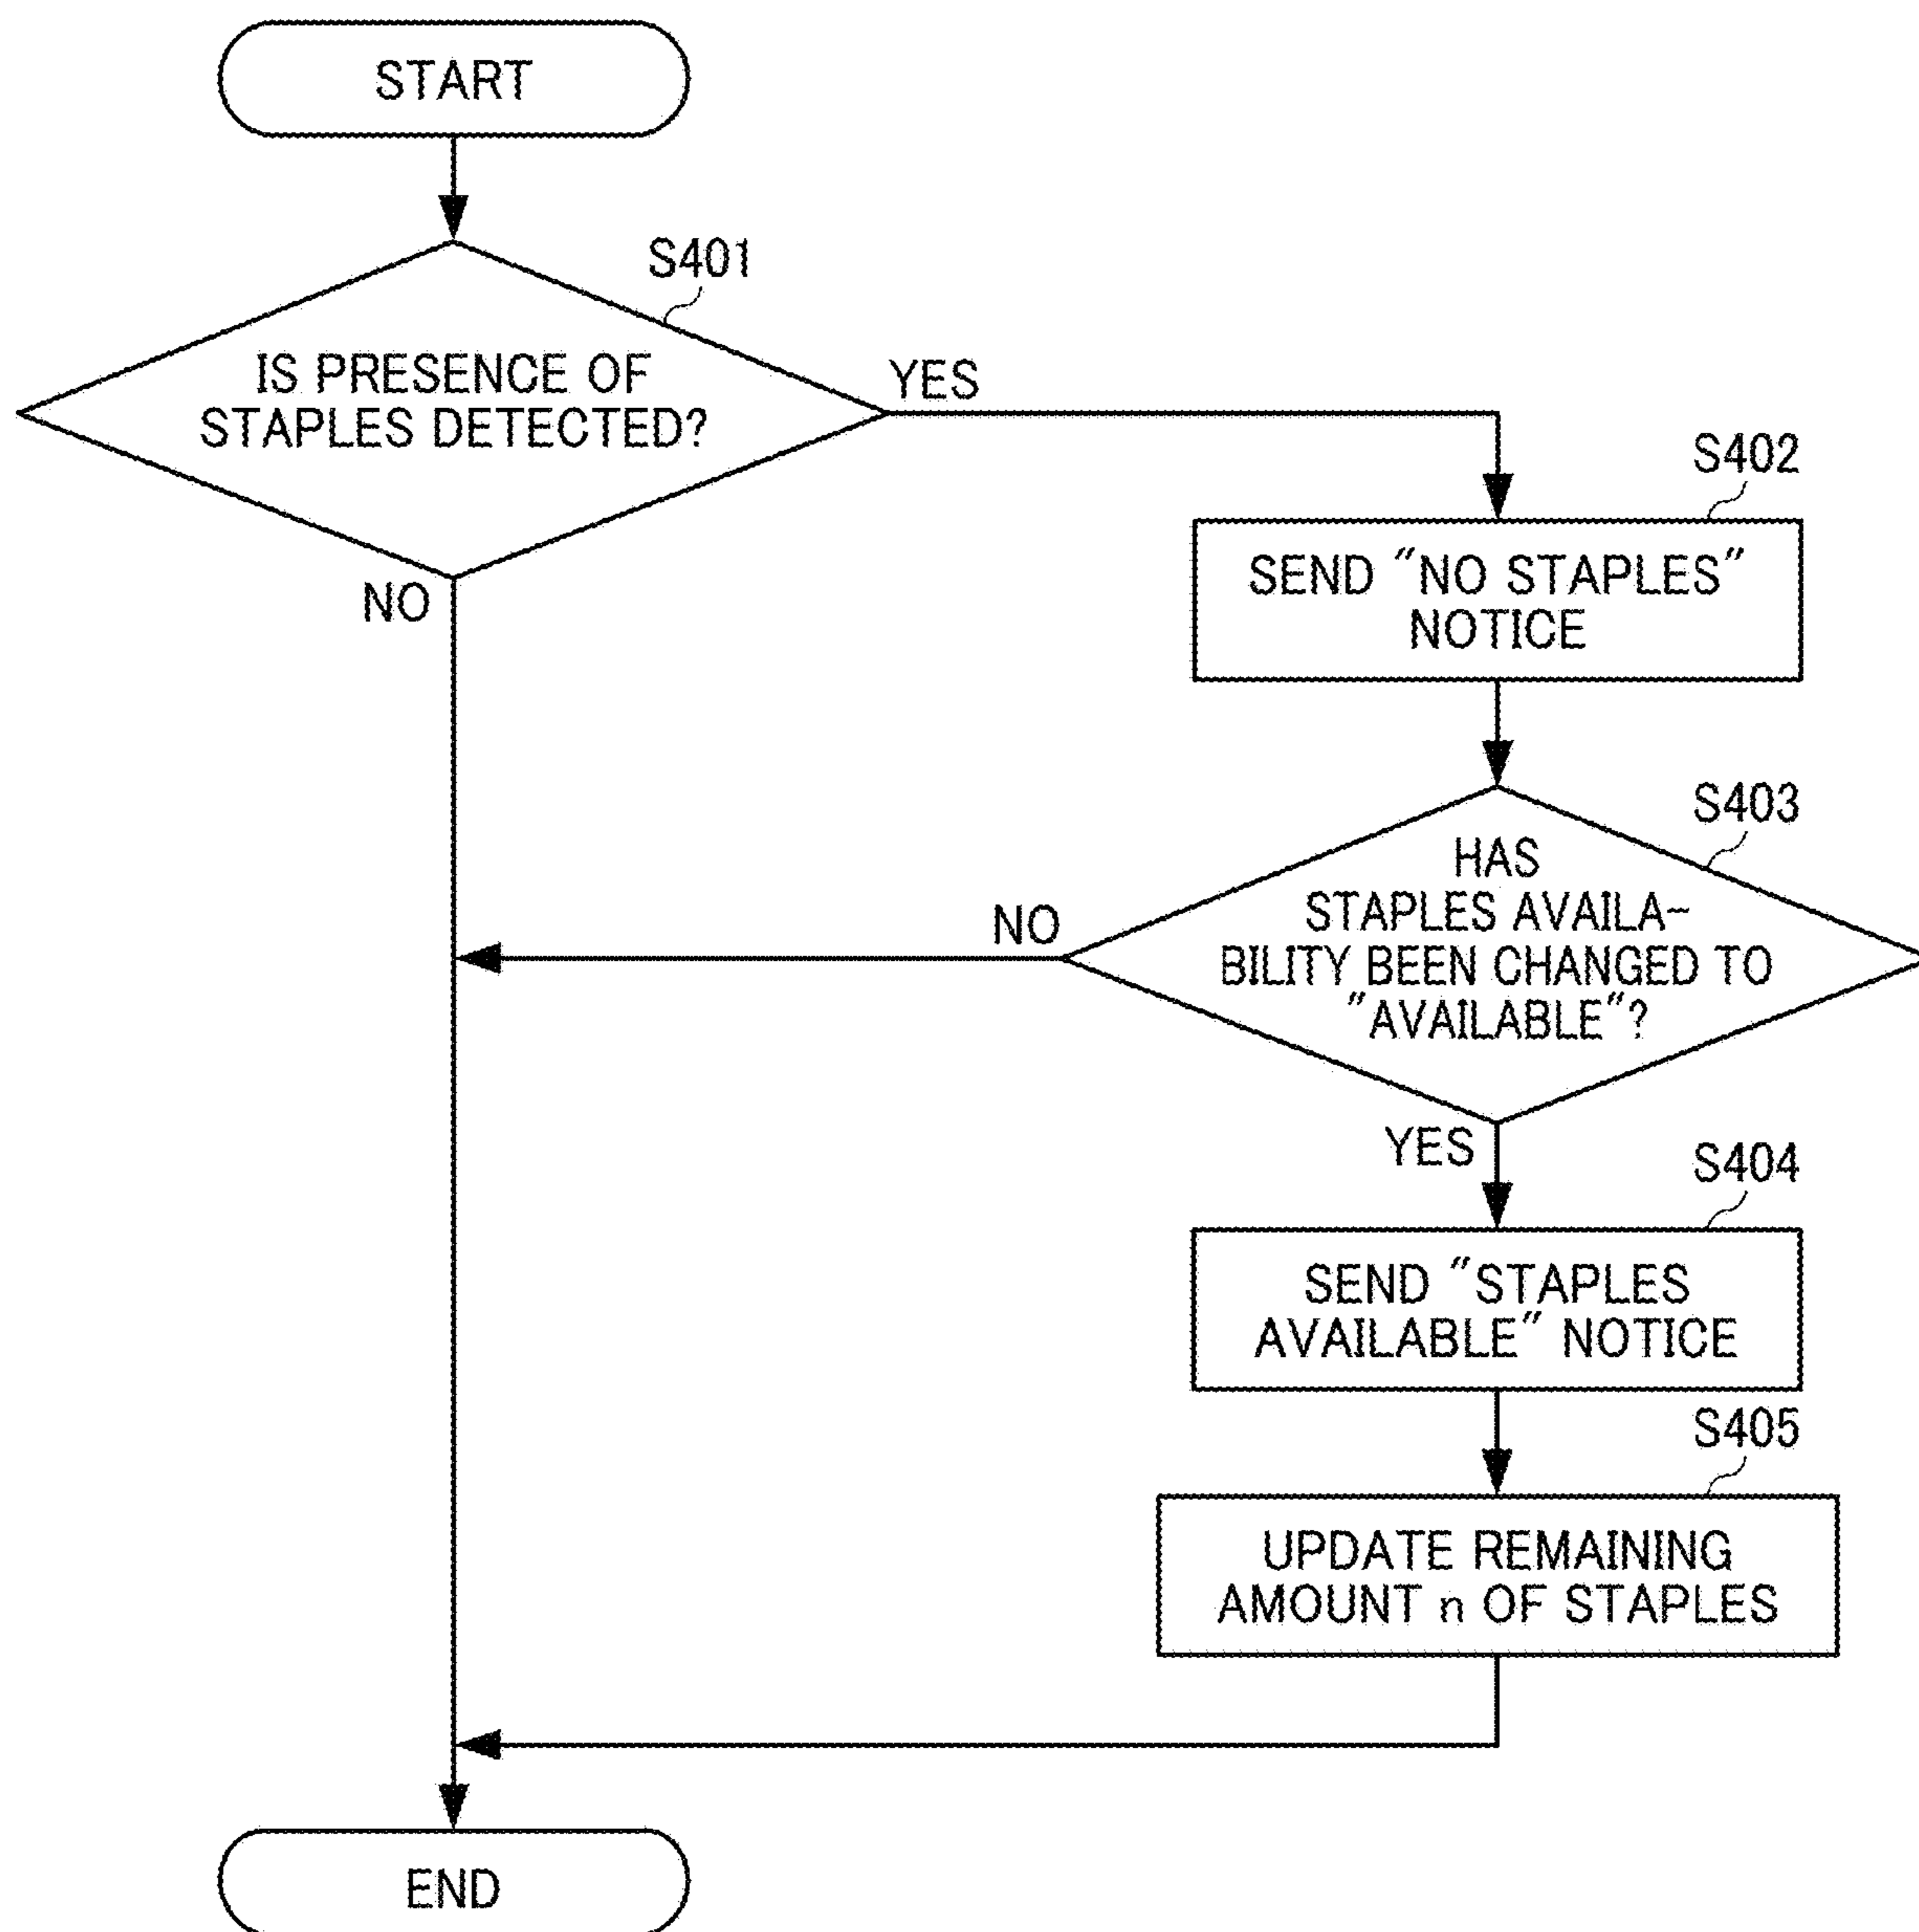 START
S401
IS PRESENCE OF
STAPLES DETECTED?
YES
NO
S402
SEND "NO STAPLES"
NOTICE
S403
HAS
STAPLES AVAILA-
BILITY BEEN CHANGED TO
"AVAILABLE"?
NO
YES
S404
SEND "STAPLES
AVAILABLE" NOTICE
S405
UPDATE REMAINING
AMOUNT n OF STAPLES
END